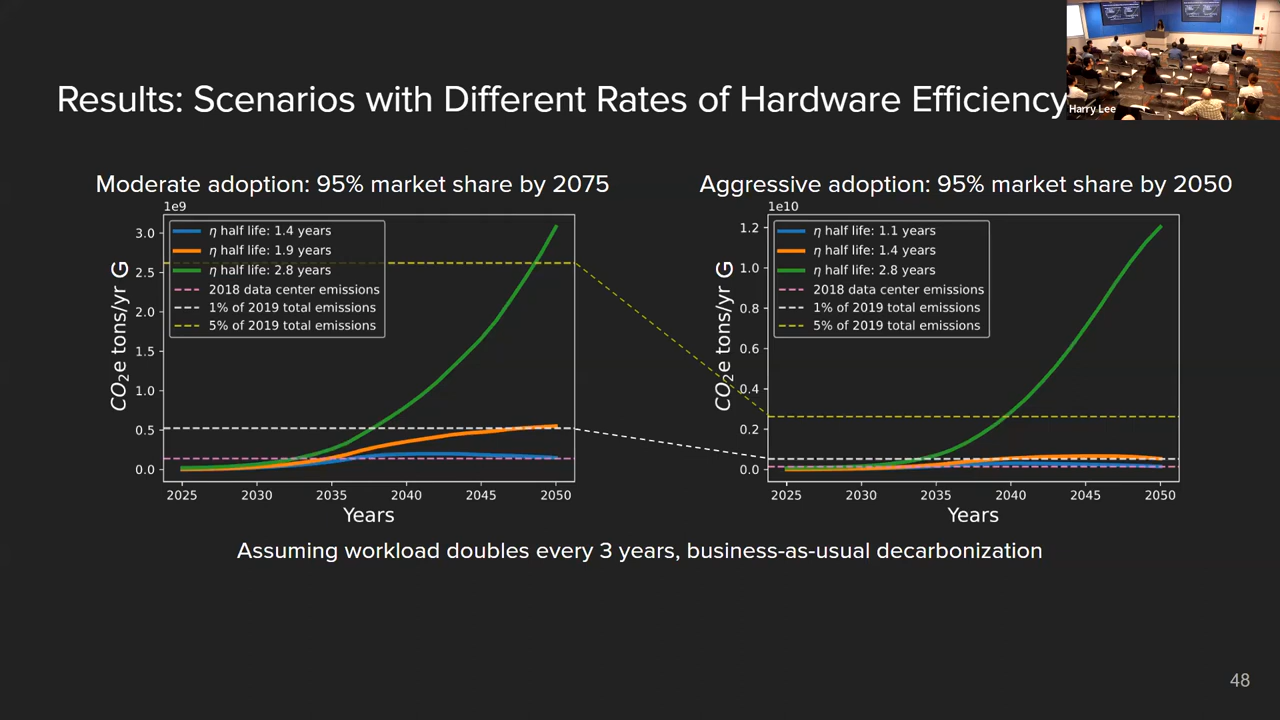 Results: Scenarios with Different Rates of Hardware Efficiency
Harry Lee
Moderate adoption: 95% market share by 2075
1e9
CO2e tons/yr G
3.0
2.5
2.0
1.5
1.0
0.5
0.0
η half life: 1.4 years
η half life: 1.9 years
η half life: 2.8 years
2018 data center emissions
1% of 2019 total emissions
5% of 2019 total emissions
2025 2030 2035 2040 2045 2050
Years
Aggressive adoption: 95% market share by 2050
1e10
CO2e tons/yr G
1.2
1.0
0.8
0.6
0.4
0.2
0.0
η half life: 1.1 years
η half life: 1.4 years
η half life: 2.8 years
2018 data center emissions
1% of 2019 total emissions
5% of 2019 total emissions
2025 2030 2035 2040 2045 2050
Years
Assuming workload doubles every 3 years, business-as-usual decarbonization
48